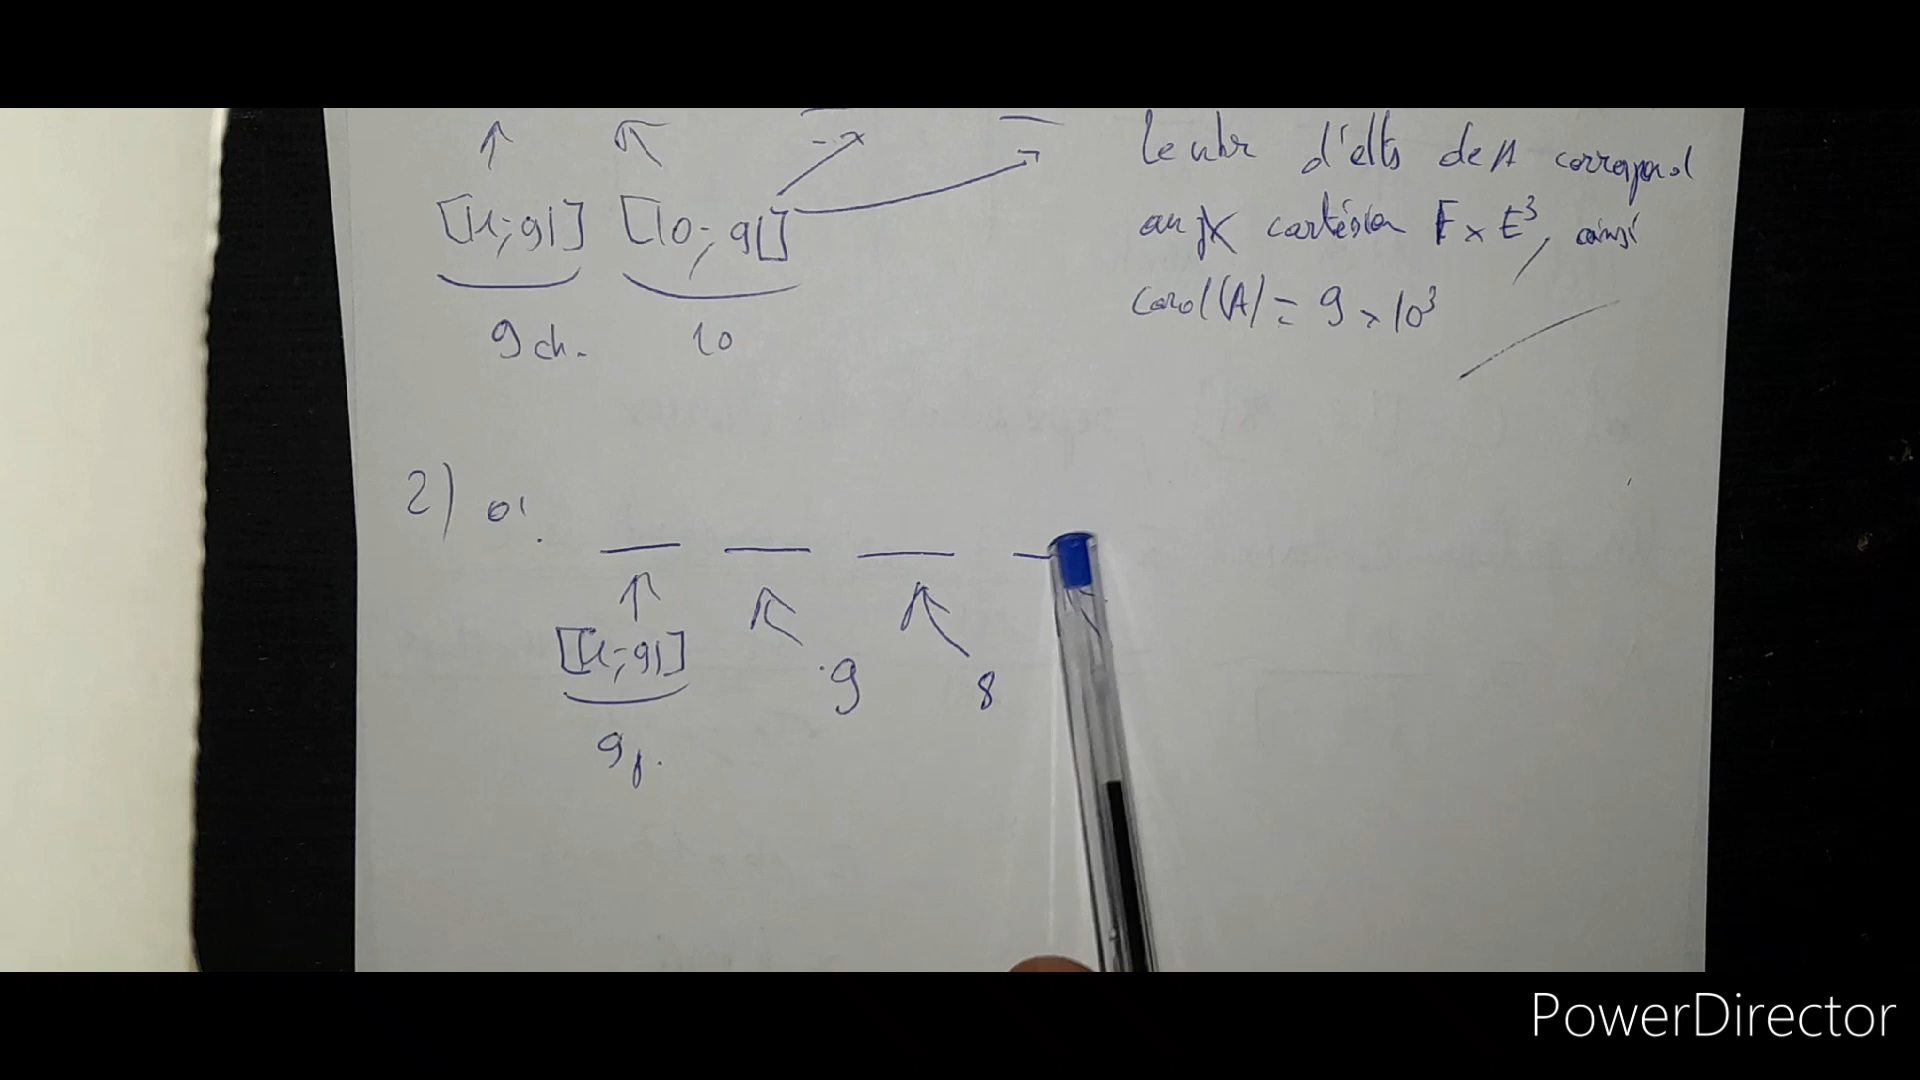 Le nbr d'elts de A correspond
[|1;9|] [|0;9|] au px cartésien F x E³, ainsi
Card(A) = 9 x 10³
9 ch. 10
2) a.
[|1;9|] 9 8
9 p.
PowerDirector